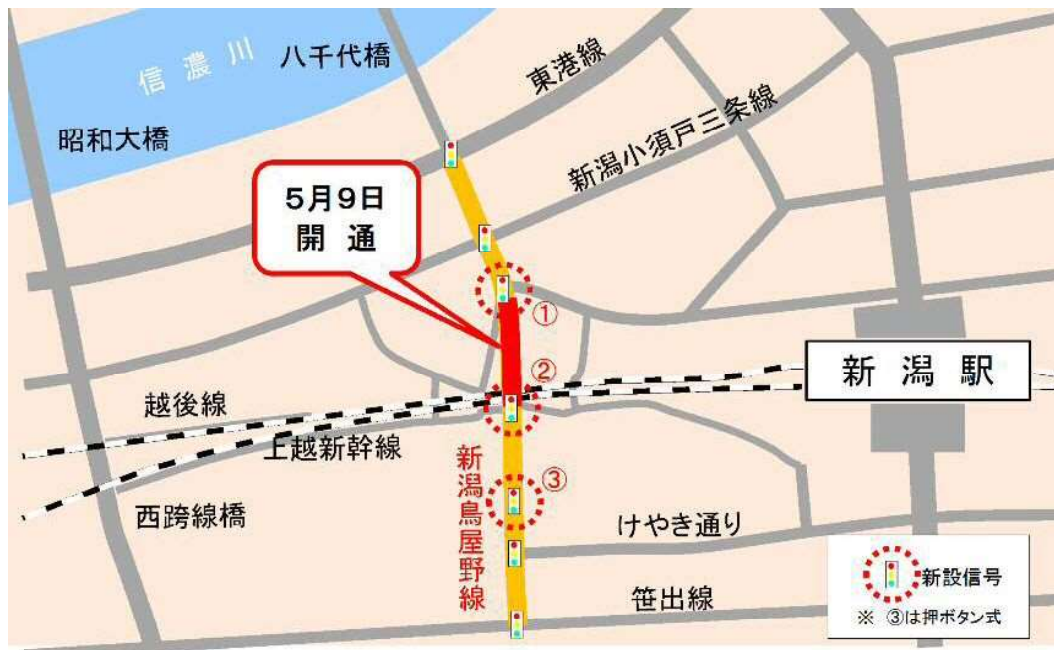 信濃川
八千代橋
東港線
昭和大橋
新潟小須戸三条線
5月9日
開 通
①
②
新 潟 駅
越後線
上越新幹線
新潟鳥屋野線
③
西跨線橋
けやき通り
笹出線
新設信号
※ ③は押ボタン式